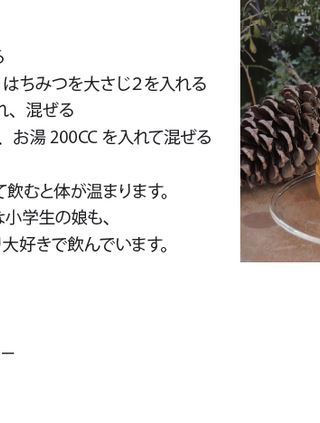 る
はちみつを大さじ2を入れる
れ、混ぜる
、お湯 200CC を入れて混ぜる
て飲むと体が温まります。
な小学生の娘も、
り大好きで飲んでいます。
ー